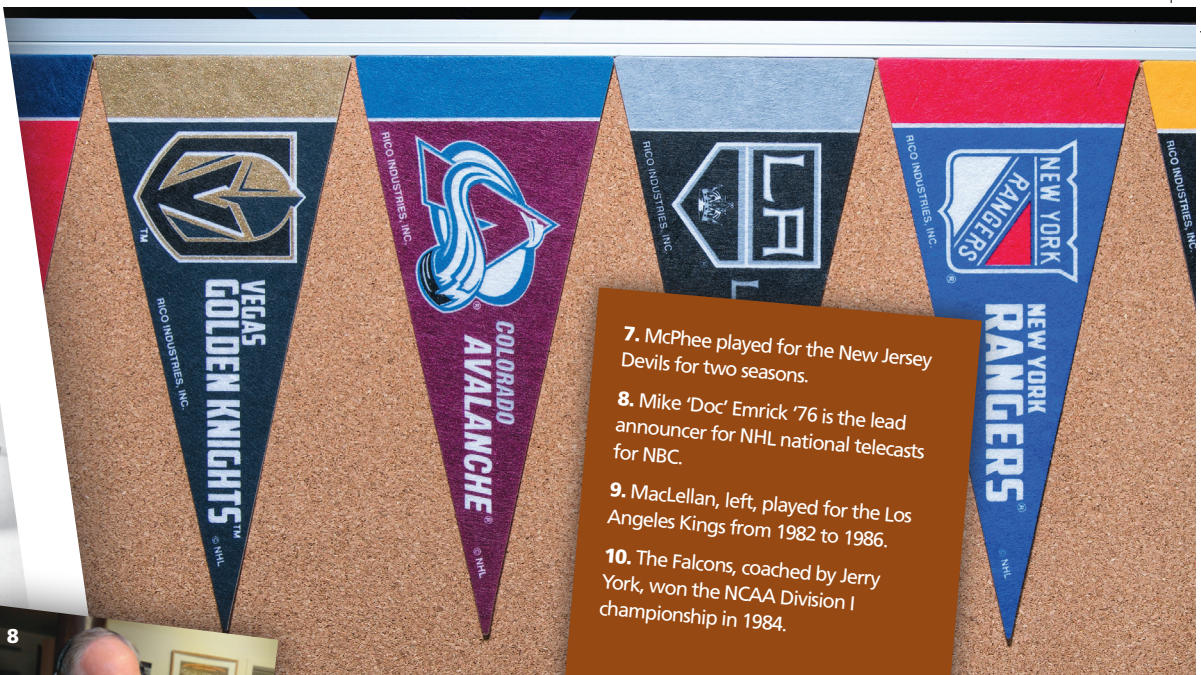 RICO INDUSTRIES, INC.
TM
VEGAS
GOLDEN KNIGHTS™
© NHL
RICO INDUSTRIES, INC.
®
COLORADO
AVALANCHE®
© NHL
RICO INDUSTRIES, INC.
LA
L
RICO INDUSTRIES, INC.
NEW YORK
RANGERS
®
NEW YORK
RANGERS®
© NHL
RICO INDUSTRIES, INC.
7. McPhee played for the New Jersey
Devils for two seasons.
8. Mike ‘Doc’ Emrick ’76 is the lead
announcer for NHL national telecasts
for NBC.
9. MacLellan, left, played for the Los
Angeles Kings from 1982 to 1986.
10. The Falcons, coached by Jerry
York, won the NCAA Division I
championship in 1984.
8